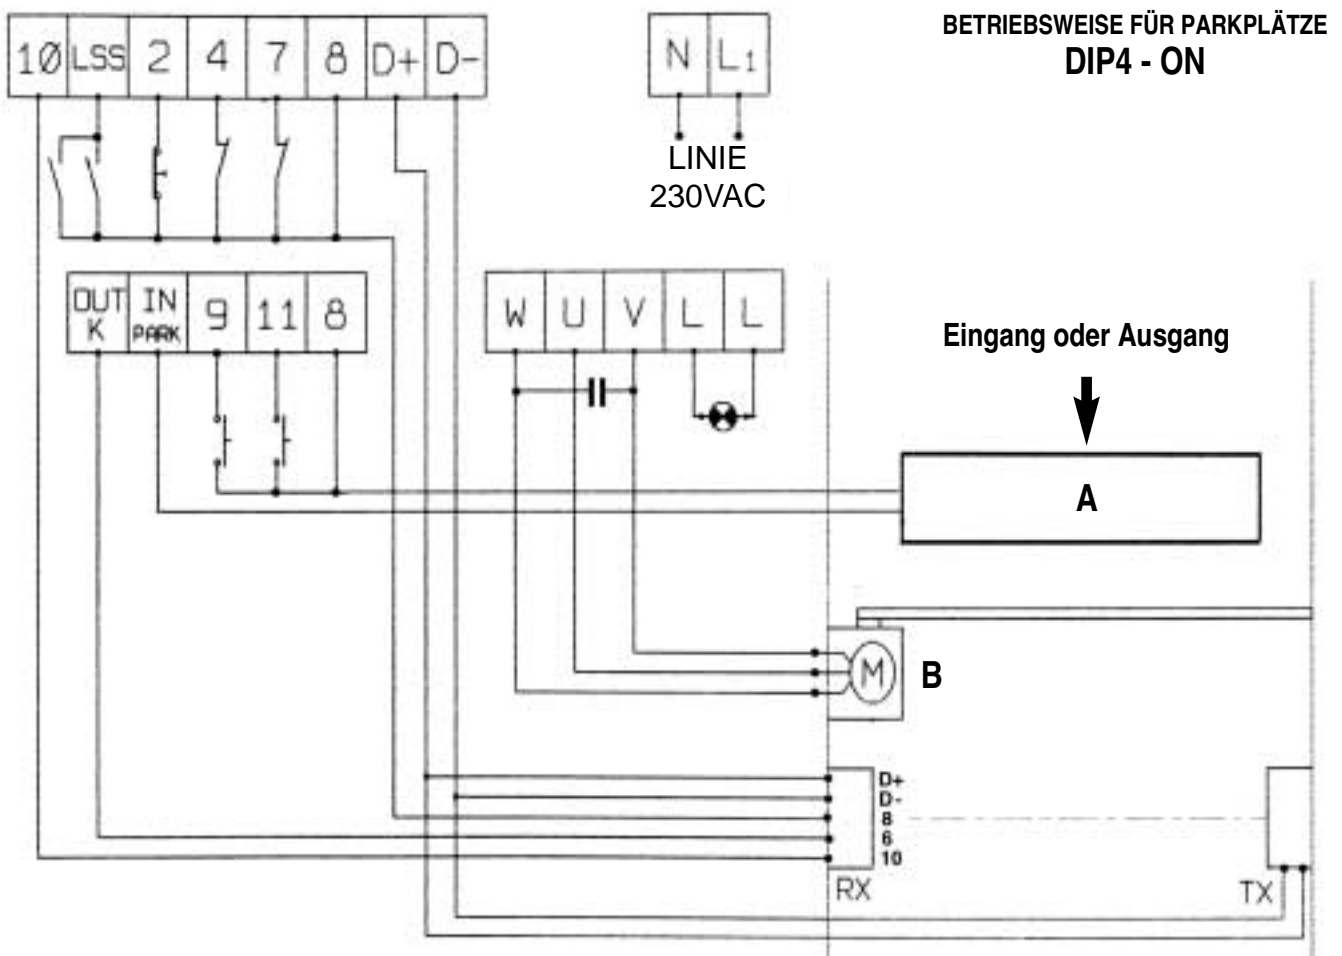 BETRIEBSWEISE FÜR PARKPLÄTZE
DIP4 - ON
10 LSS 2 4 7 8 D+ D-
N L1
LINIE
230VAC
OUT K IN PARK 9 11 8
W U V L L
Eingang oder Ausgang
A
M B
D+
D-
8
6
10
RX TX